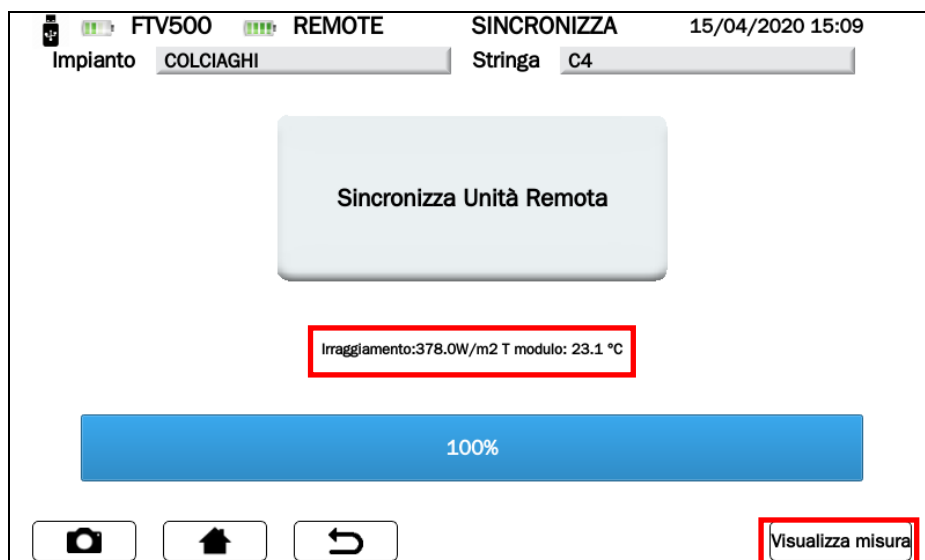 FTV500 REMOTE SINCRONIZZA 15/04/2020 15:09
Impianto COLCIAGHI Stringa C4
Sincronizza Unità Remota
Irraggiamento:378.0W/m2 T modulo: 23.1 °C
100%
Visualizza misura